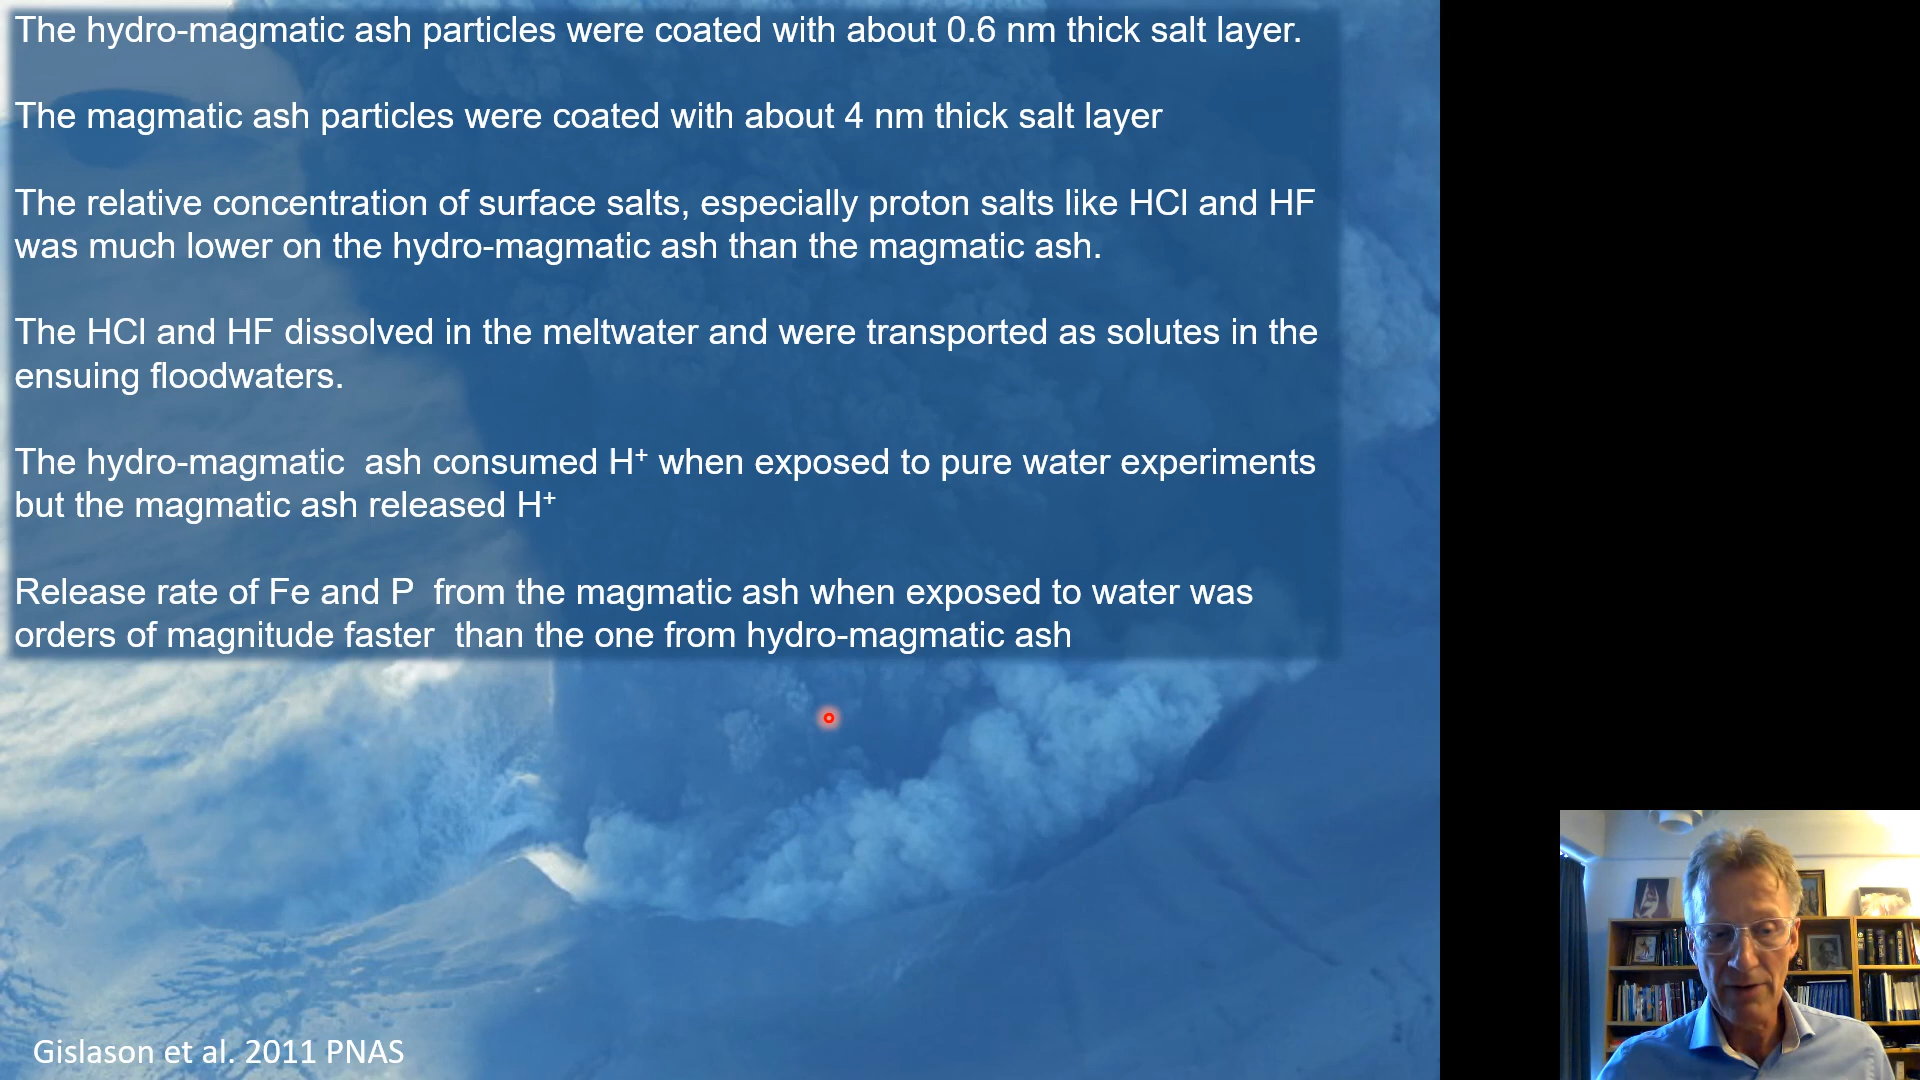 The hydro-magmatic ash particles were coated with about 0.6 nm thick salt layer.
The magmatic ash particles were coated with about 4 nm thick salt layer
The relative concentration of surface salts, especially proton salts like HCl and HF
was much lower on the hydro-magmatic ash than the magmatic ash.
The HCl and HF dissolved in the meltwater and were transported as solutes in the
ensuing floodwaters.
The hydro-magmatic  ash consumed H⁺ when exposed to pure water experiments
but the magmatic ash released H⁺
Release rate of Fe and P  from the magmatic ash when exposed to water was
orders of magnitude faster  than the one from hydro-magmatic ash
Gislason et al. 2011 PNAS